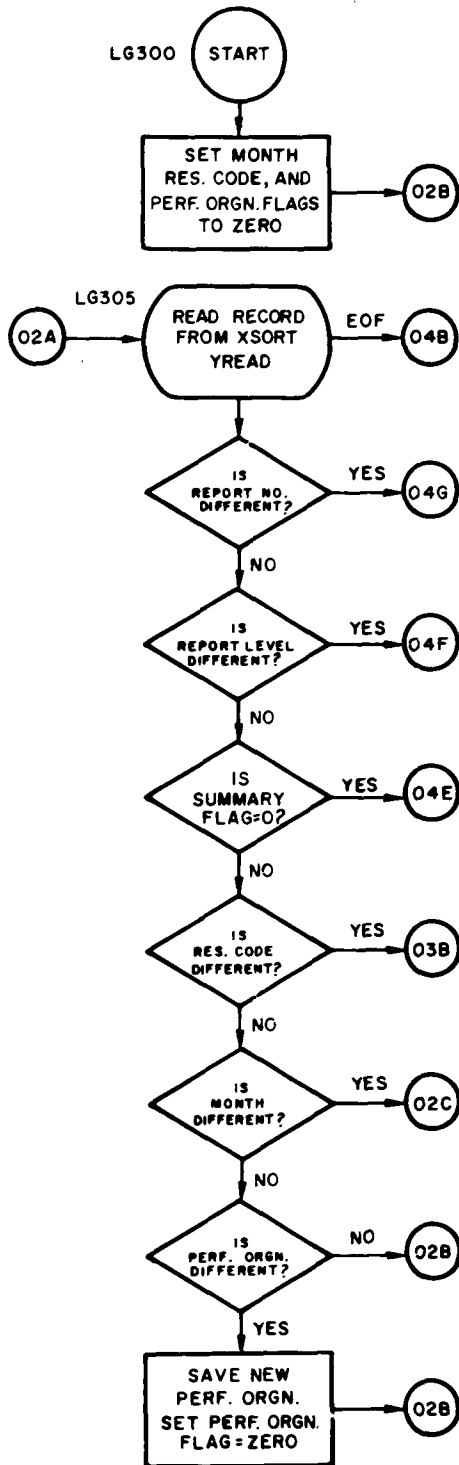 LG300
START
SET MONTH
RES. CODE, AND
PERF. ORGN. FLAGS
TO ZERO
02B
LG305
02A
READ RECORD
FROM XSORT
YREAD
EOF
04B
IS
REPORT NO.
DIFFERENT?
YES
04G
NO
IS
REPORT LEVEL
DIFFERENT?
YES
04F
NO
IS
SUMMARY
FLAG=0?
YES
04E
NO
IS
RES. CODE
DIFFERENT?
YES
03B
NO
IS
MONTH
DIFFERENT?
YES
02C
NO
IS
PERF. ORGN.
DIFFERENT?
NO
02B
YES
SAVE NEW
PERF. ORGN.
SET PERF. ORGN.
FLAG=ZERO
02B